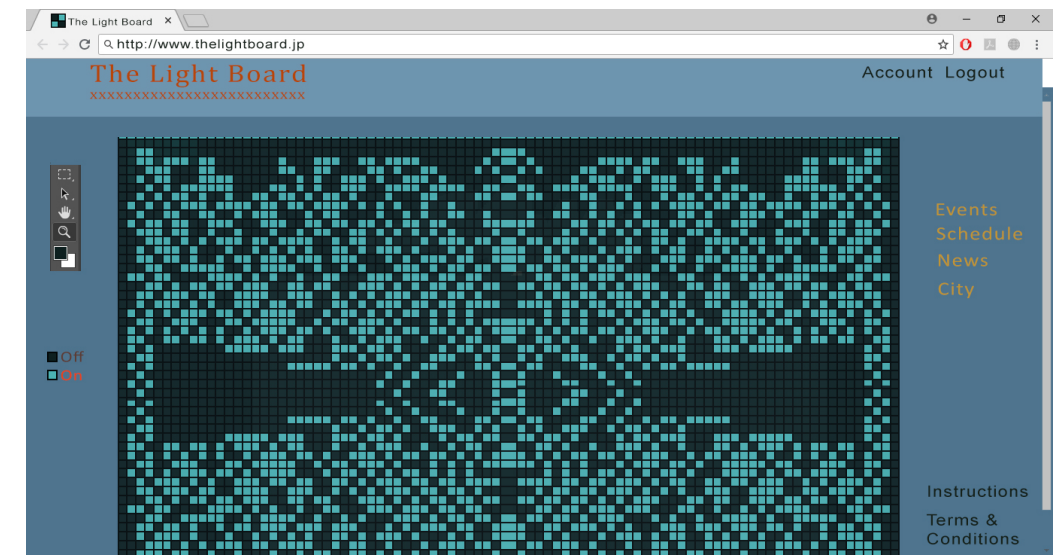 The Light Board
http://www.thelightboard.jp
The Light Board
xxxxxxxxxxxxxxxxxxxxxxxxx
Account Logout
Events
Schedule
News
City
Off
On
Instructions
Terms &
Conditions